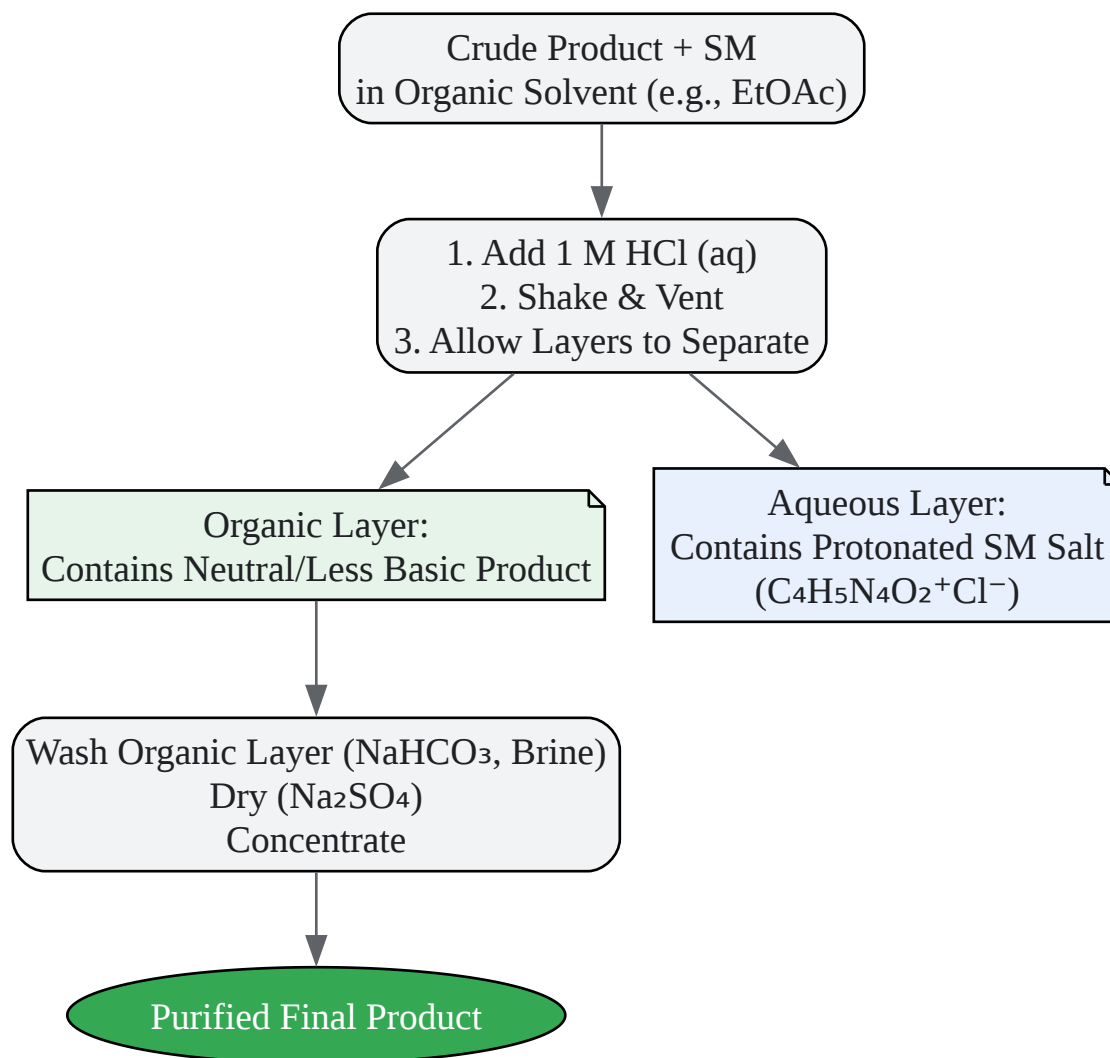 Crude Product + SM
in Organic Solvent (e.g., EtOAc)
1. Add 1 M HCl (aq)
2. Shake & Vent
3. Allow Layers to Separate
Organic Layer:
Contains Neutral/Less Basic Product
Aqueous Layer:
Contains Protonated SM Salt
(C₄H₅N₄O₂⁺Cl⁻)
Wash Organic Layer (NaHCO₃, Brine)
Dry (Na₂SO₄)
Concentrate
Purified Final Product